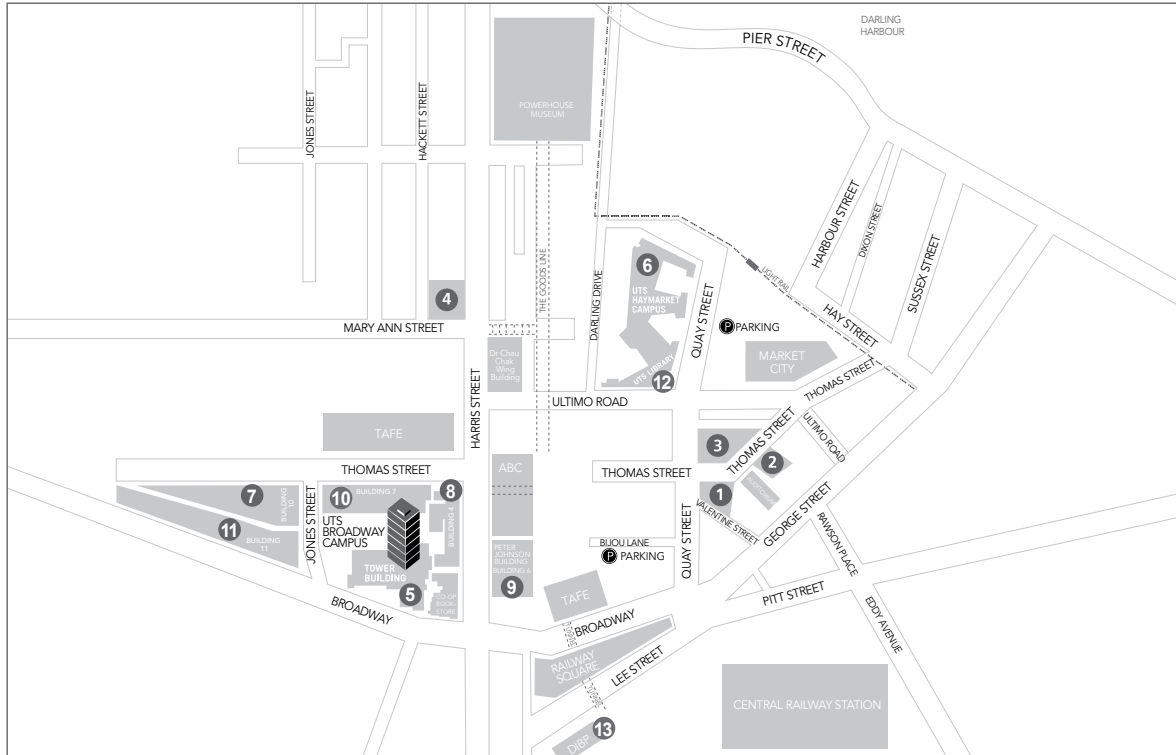 DARLING
HARBOUR
PIER STREET
POWERHOUSE
MUSEUM
JONES STREET
HACKETT STREET
HARBOUR STREET
DIXON STREET
SUSSEX STREET
THE GOODS LINE
DARLING DRIVE
6
UTS
HAYMARKET
CAMPUS
UTS LIBRARY
12
QUAY STREET
LIGHT RAIL
HAY STREET
4
MARY ANN STREET
P PARKING
MARKET
CITY
THOMAS STREET
Dr Chau
Chak
Wing
Building
HARRIS STREET
ULTIMO ROAD
TAFE
3
THOMAS STREET
2
ULTIMO ROAD
THOMAS STREET
ABC
THOMAS STREET
1
VALENTINE STREET
GEORGE STREET
7
BUILDING
10
JONES STREET
10
BUILDING 7
8
BUILDING 4
11
BUILDING
11
UTS
BROADWAY
CAMPUS
TOWER
BUILDING
5
CO-OP
BOOK-
STORE
PETER
JOHNSON
BUILDING
BUILDING 6
9
BIJOU LANE
P PARKING
QUAY STREET
RAWSON PLACE
PITT STREET
EDDY AVENUE
BROADWAY
TAFE
BROADWAY
RAILWAY
SQUARE
LEE STREET
CENTRAL RAILWAY STATION
13
DIBP